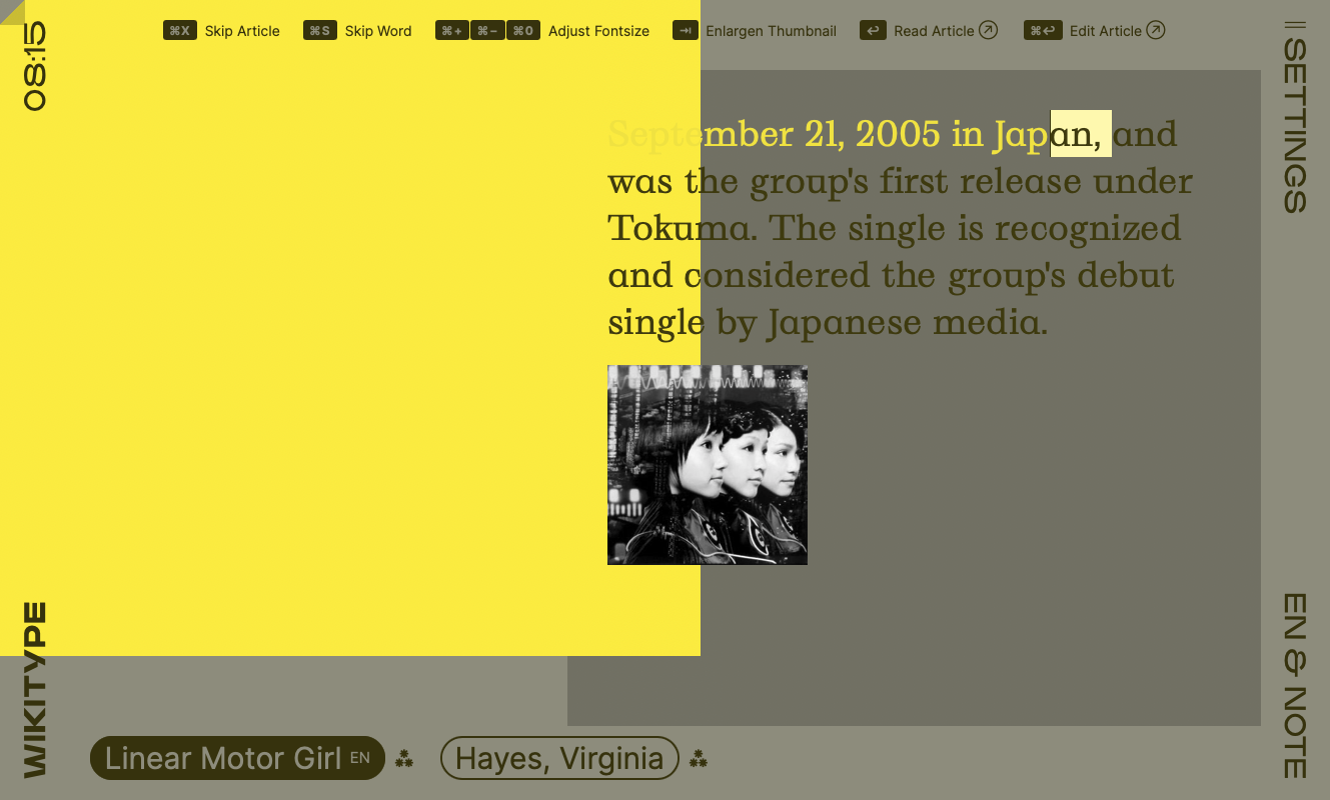 ⌘X Skip Article ⌘S Skip Word ⌘+ ⌘− ⌘0 Adjust Fontsize ⇥ Enlargen Thumbnail ↩ Read Article ⌘↩ Edit Article
08:15
SETTINGS
September 21, 2005 in Japan, and
was the group's first release under
Tokuma. The single is recognized
and considered the group's debut
single by Japanese media.
WIKITYPE
EN & NOTE
Linear Motor Girl EN Hayes, Virginia